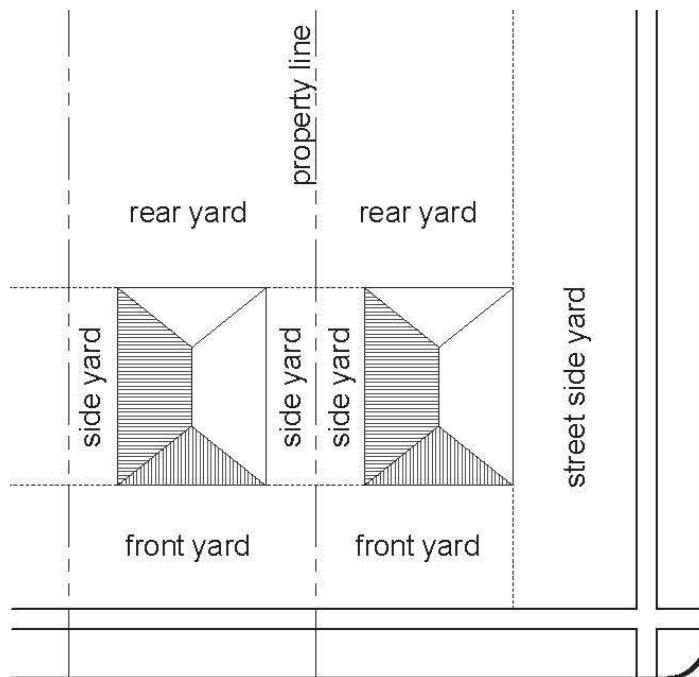 property line
rear yard
rear yard
side yard
side yard
side yard
street side yard
front yard
front yard